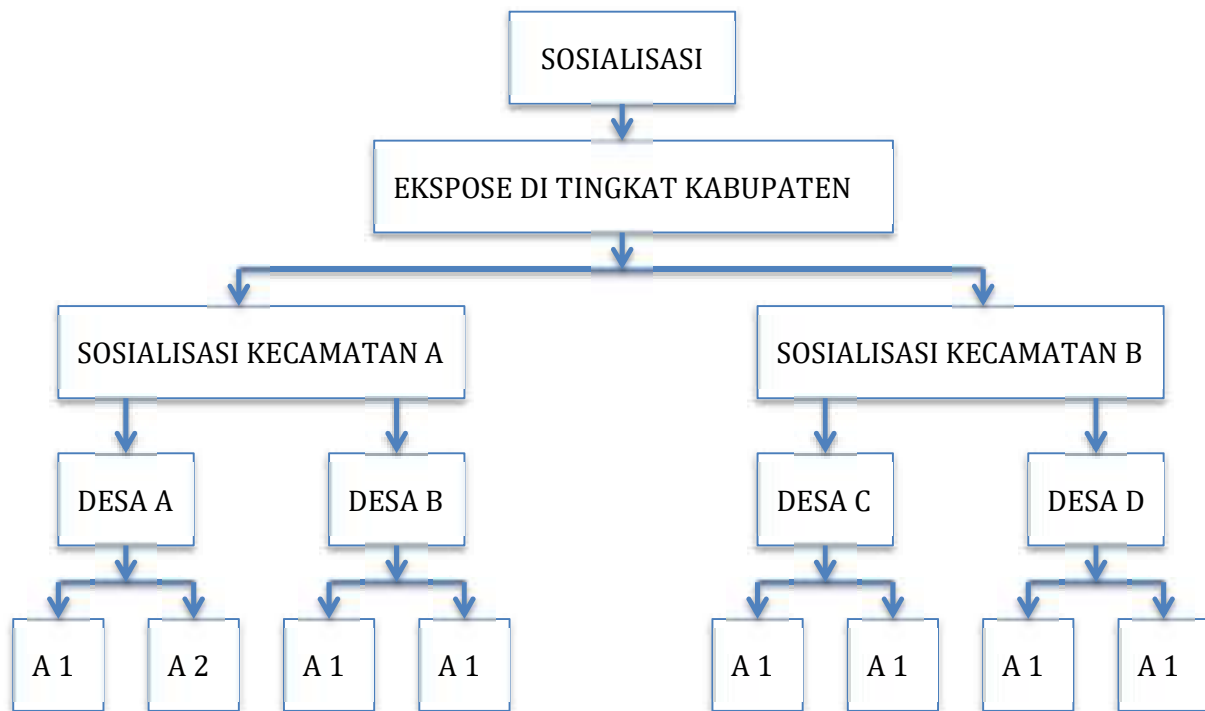 SOSIALISASI
EKSPOSE DI TINGKAT KABUPATEN
SOSIALISASI KECAMATAN A
SOSIALISASI KECAMATAN B
DESA A
DESA B
DESA C
DESA D
A 1
A 2
A 1
A 1
A 1
A 1
A 1
A 1